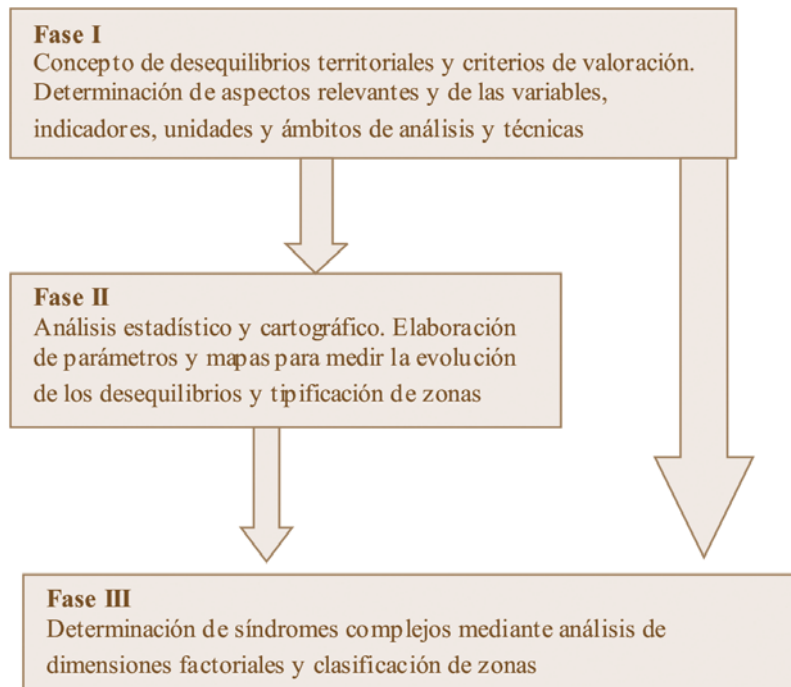 Fase I
Concepto de desequilibrios territoriales y criterios de valoración.
Determinación de aspectos relevantes y de las variables,
indicadores, unidades y ámbitos de análisis y técnicas
Fase II
Análisis estadístico y cartográfico. Elaboración
de parámetros y mapas para medir la evolución
de los desequilibrios y tipificación de zonas
Fase III
Determinación de síndromes complejos mediante análisis de
dimensiones factoriales y clasificación de zonas